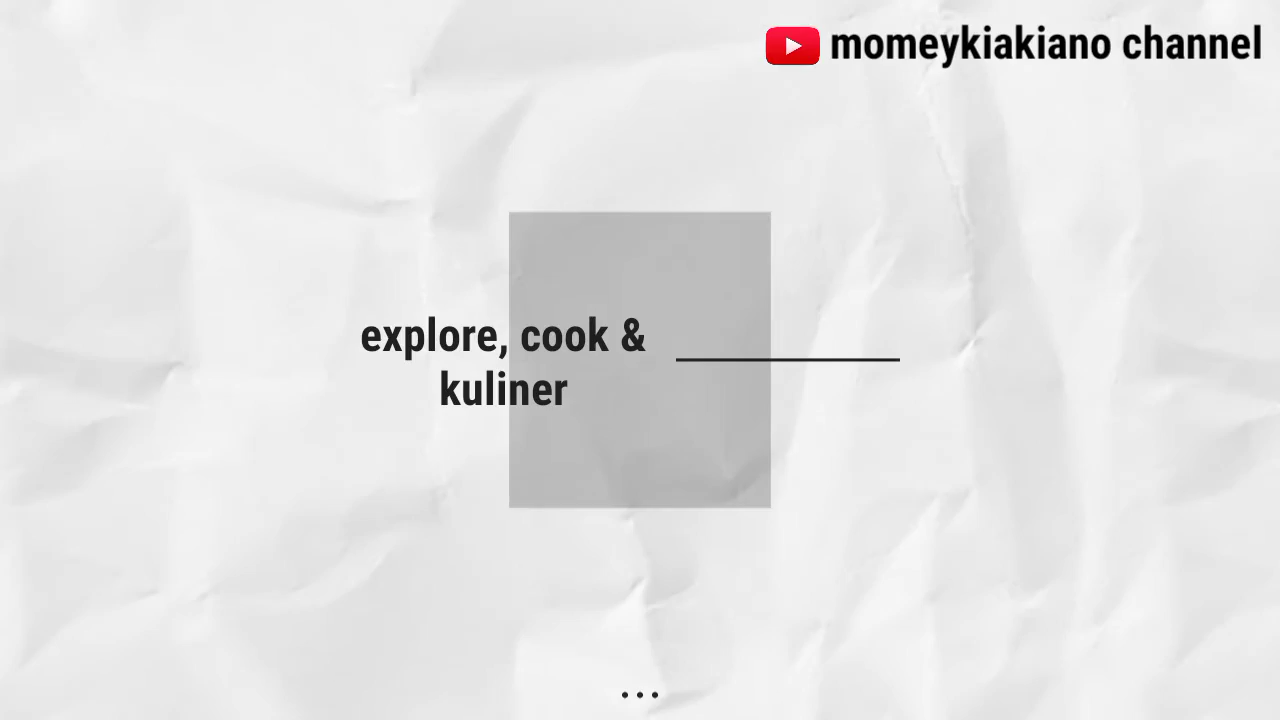 momeykiakiano channel
explore, cook &
kuliner
...